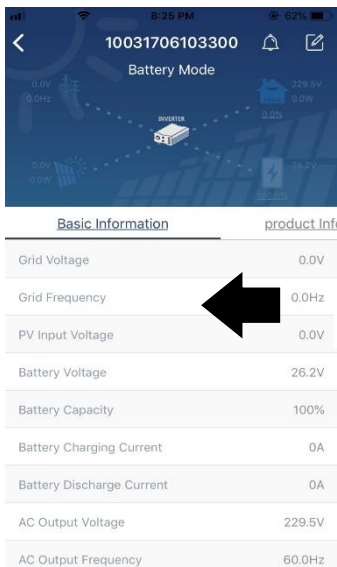 8:25 PM 62%
10031706103300
Battery Mode
0.0V
0.0Hz
229.5V
0.0W
0.0%
INVERTER
0.0V
0.0W
26.2V
100.0%
Basic Information product Info
Grid Voltage 0.0V
Grid Frequency 0.0Hz
PV Input Voltage 0.0V
Battery Voltage 26.2V
Battery Capacity 100%
Battery Charging Current 0A
Battery Discharge Current 0A
AC Output Voltage 229.5V
AC Output Frequency 60.0Hz